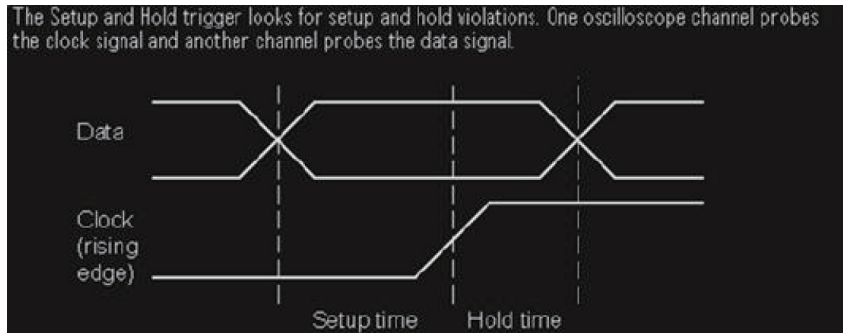 The Setup and Hold trigger looks for setup and hold violations. One oscilloscope channel probes
the clock signal and another channel probes the data signal.
Data
Clock
(rising
edge)
Setup time
Hold time